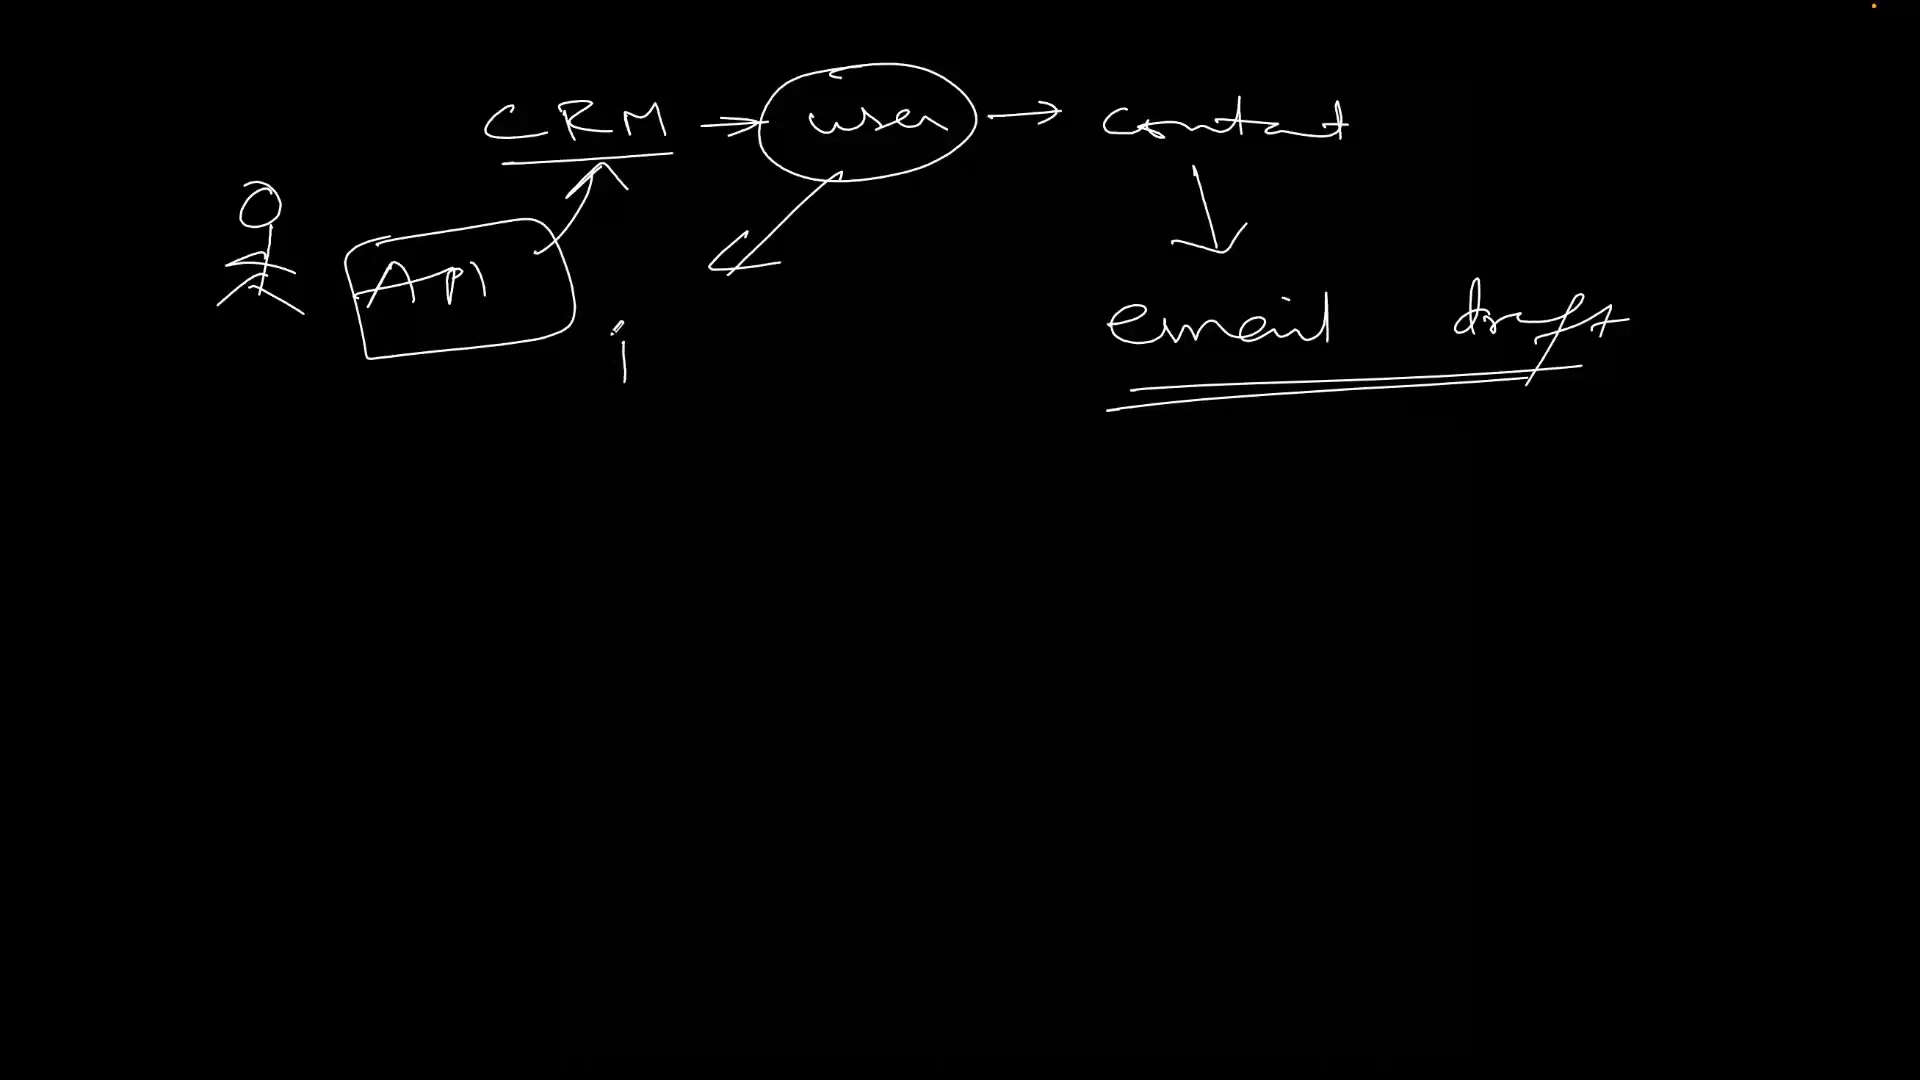 CRM → user → contact
API
i
email draft